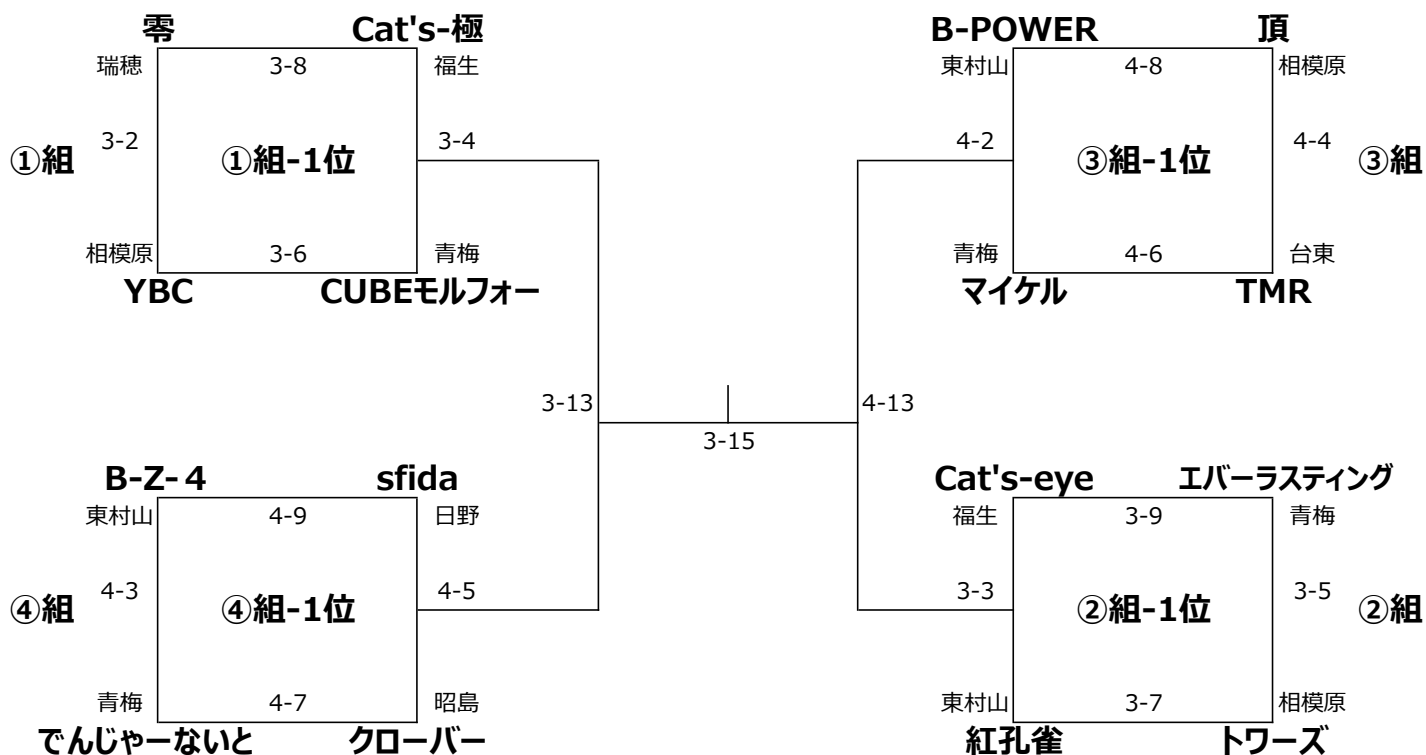 零
Cat's-極
瑞穂
3-8
福生
①組
3-2
①組-1位
3-4
相模原
3-6
青梅
YBC
CUBEモルフォー
B-POWER
頂
東村山
4-8
相模原
4-2
③組-1位
4-4
③組
青梅
4-6
台東
マイケル
TMR
3-13
3-15
4-13
B-Z-４
sfida
東村山
4-9
日野
④組
4-3
④組-1位
4-5
青梅
4-7
昭島
でんじゃーないと
クローバー
Cat's-eye
エバーラスティング
福生
3-9
青梅
3-3
②組-1位
3-5
②組
東村山
3-7
相模原
紅孔雀
トワーズ